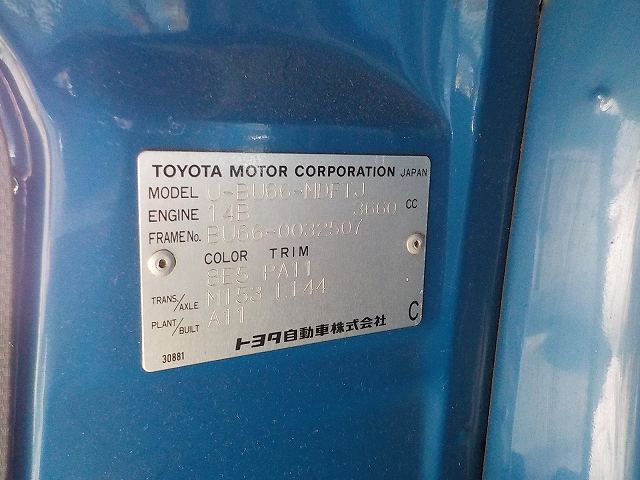 TOYOTA MOTOR CORPORATION JAPAN
MODEL U-BU66-MDFTJ
ENGINE 14B 3660 CC
FRAME No. BU66-0032507
COLOR TRIM
8E5 PA11
TRANS./AXLE M153 L144
PLANT/BUILT A11
トヨタ自動車株式会社 C
30881